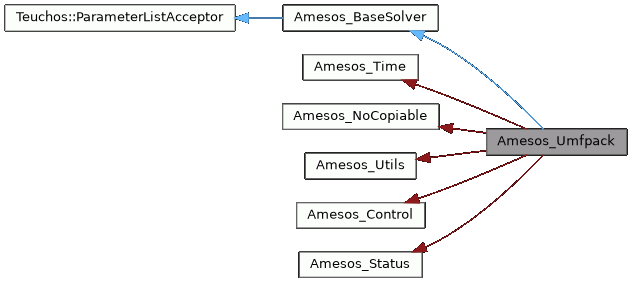 Teuchos::ParameterListAcceptor
Amesos_BaseSolver
Amesos_Time
Amesos_NoCopiable
Amesos_Umfpack
Amesos_Utils
Amesos_Control
Amesos_Status